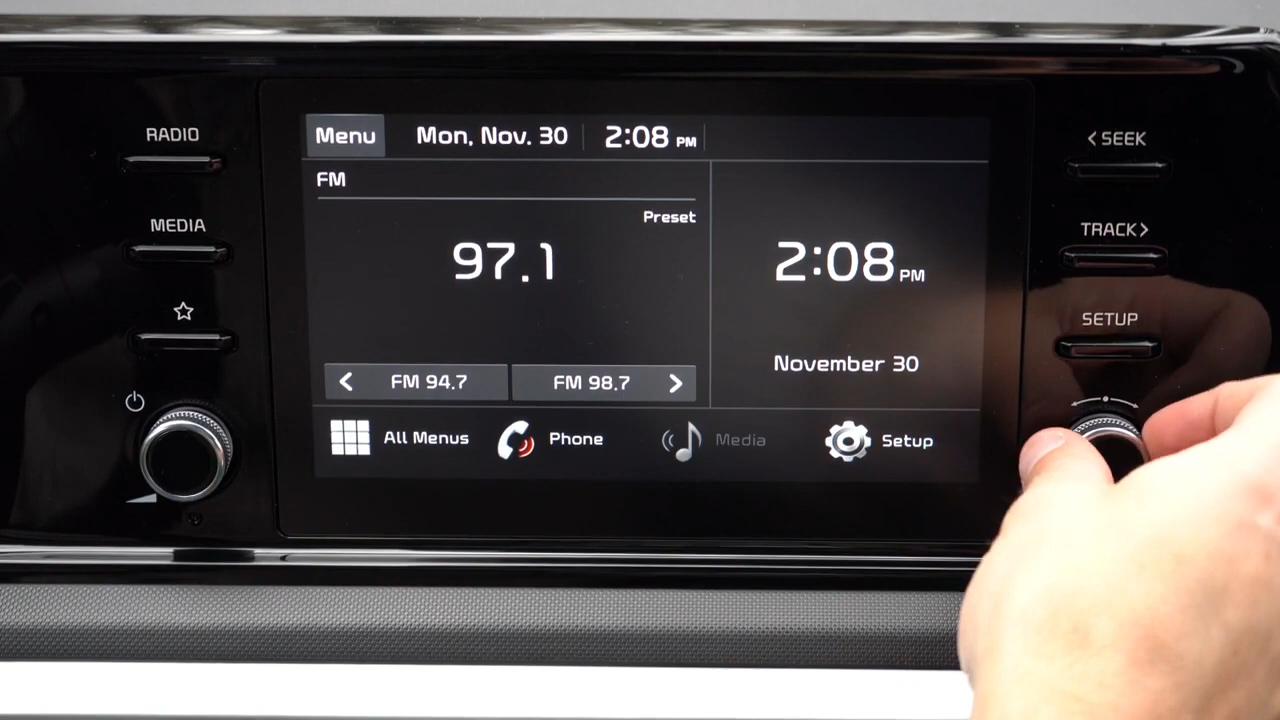 RADIO
MEDIA
Menu Mon, Nov. 30 2:08 PM
FM
Preset
97.1
< FM 94.7
FM 98.7 >
2:08 PM
November 30
All Menus
Phone
Media
Setup
< SEEK
TRACK >
SETUP